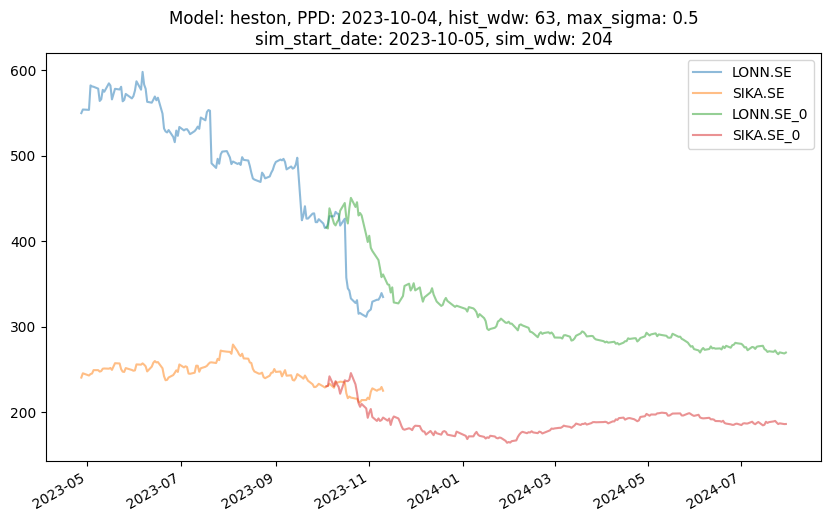 Model: heston, PPD: 2023-10-04, hist_wdw: 63, max_sigma: 0.5
sim_start_date: 2023-10-05, sim_wdw: 204
LONN.SE
SIKA.SE
LONN.SE_0
SIKA.SE_0
600
500
400
300
200
2023-05
2023-07
2023-09
2023-11
2024-01
2024-03
2024-05
2024-07